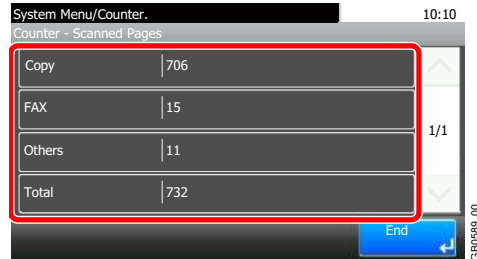 System Menu/Counter. 10:10
Counter - Scanned Pages
Copy 706
FAX 15
1/1
Others 11
Total 732
End
GB0589_00